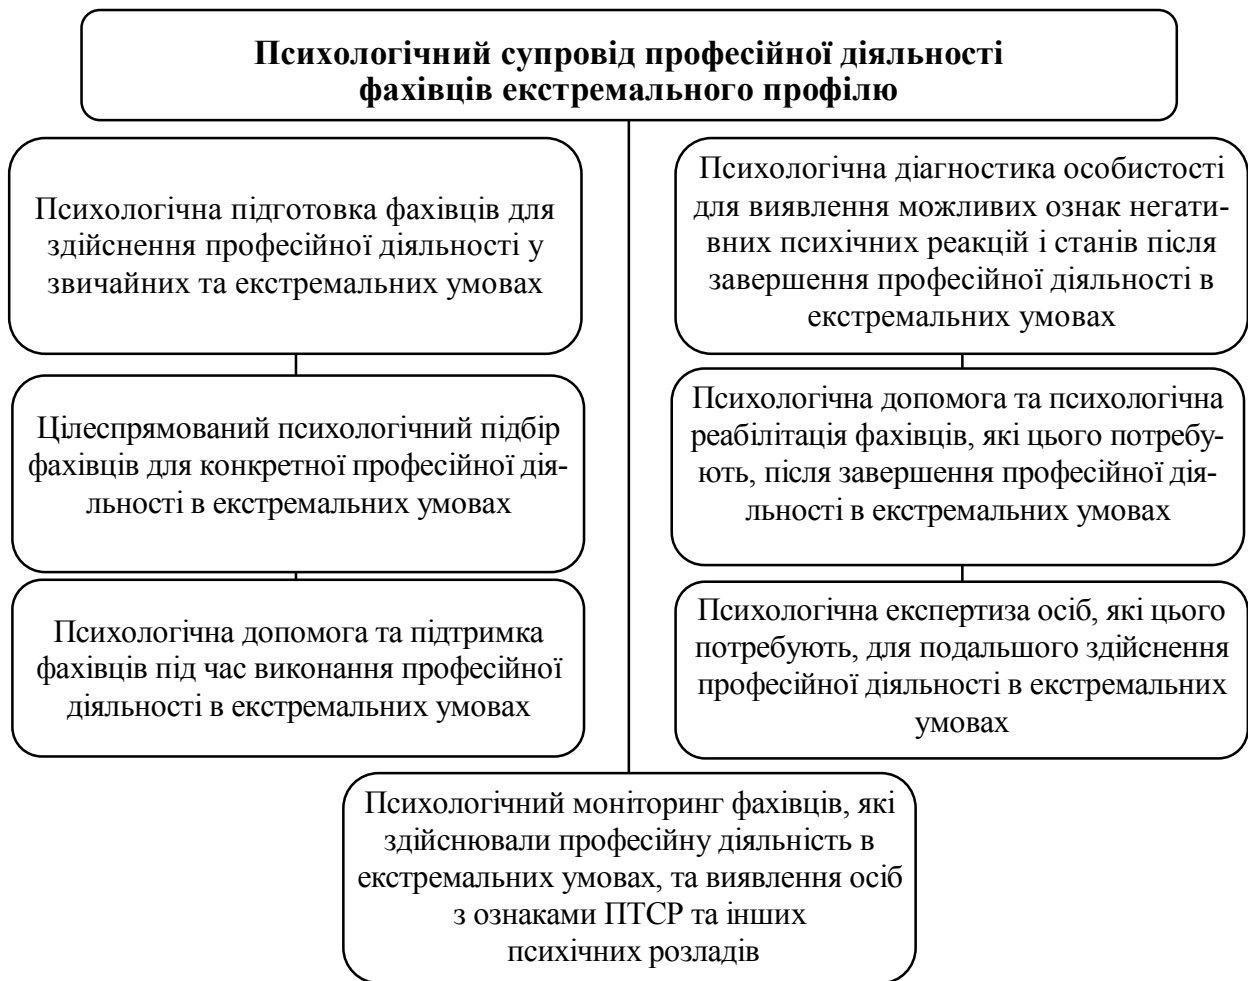 Психологічний супровід професійної діяльності
фахівців екстремального профілю
Психологічна підготовка фахівців для
здійснення професійної діяльності у
звичайних та екстремальних умовах
Цілеспрямований психологічний підбір
фахівців для конкретної професійної дія-
льності в екстремальних умовах
Психологічна допомога та підтримка
фахівців під час виконання професійної
діяльності в екстремальних умовах
Психологічна діагностика особистості
для виявлення можливих ознак негати-
вних психічних реакцій і станів після
завершення професійної діяльності в
екстремальних умовах
Психологічна допомога та психологічна
реабілітація фахівців, які цього потребу-
ють, після завершення професійної дія-
льності в екстремальних умовах
Психологічна експертиза осіб, які цього
потребують, для подальшого здійснення
професійної діяльності в екстремальних
умовах
Психологічний моніторинг фахівців, які
здійснювали професійну діяльність в
екстремальних умовах, та виявлення осіб
з ознаками ПТСР та інших
психічних розладів